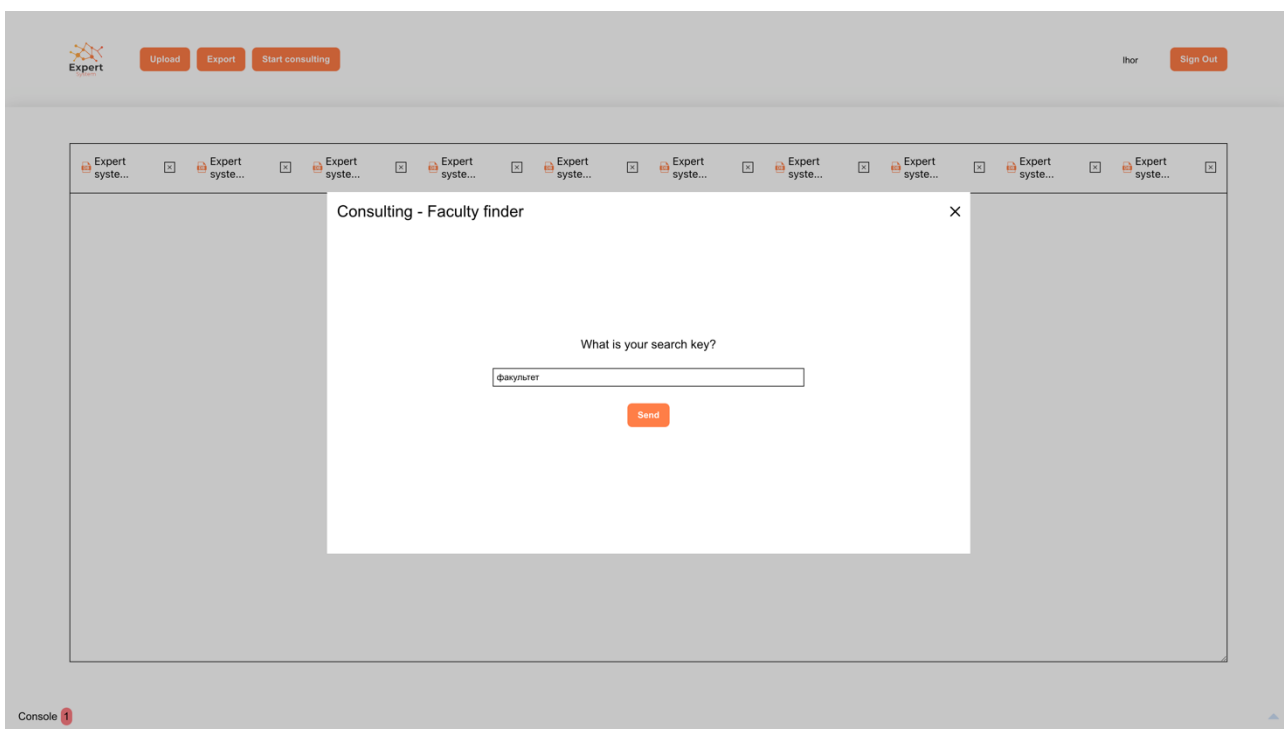 Expert
System
Upload
Export
Start consulting
Ihor
Sign Out
Expert
syste...
Expert
syste...
Expert
syste...
Expert
syste...
Expert
syste...
Expert
syste...
Expert
syste...
Expert
syste...
Expert
syste...
Expert
syste...
Consulting - Faculty finder
What is your search key?
факультет
Send
Console 1